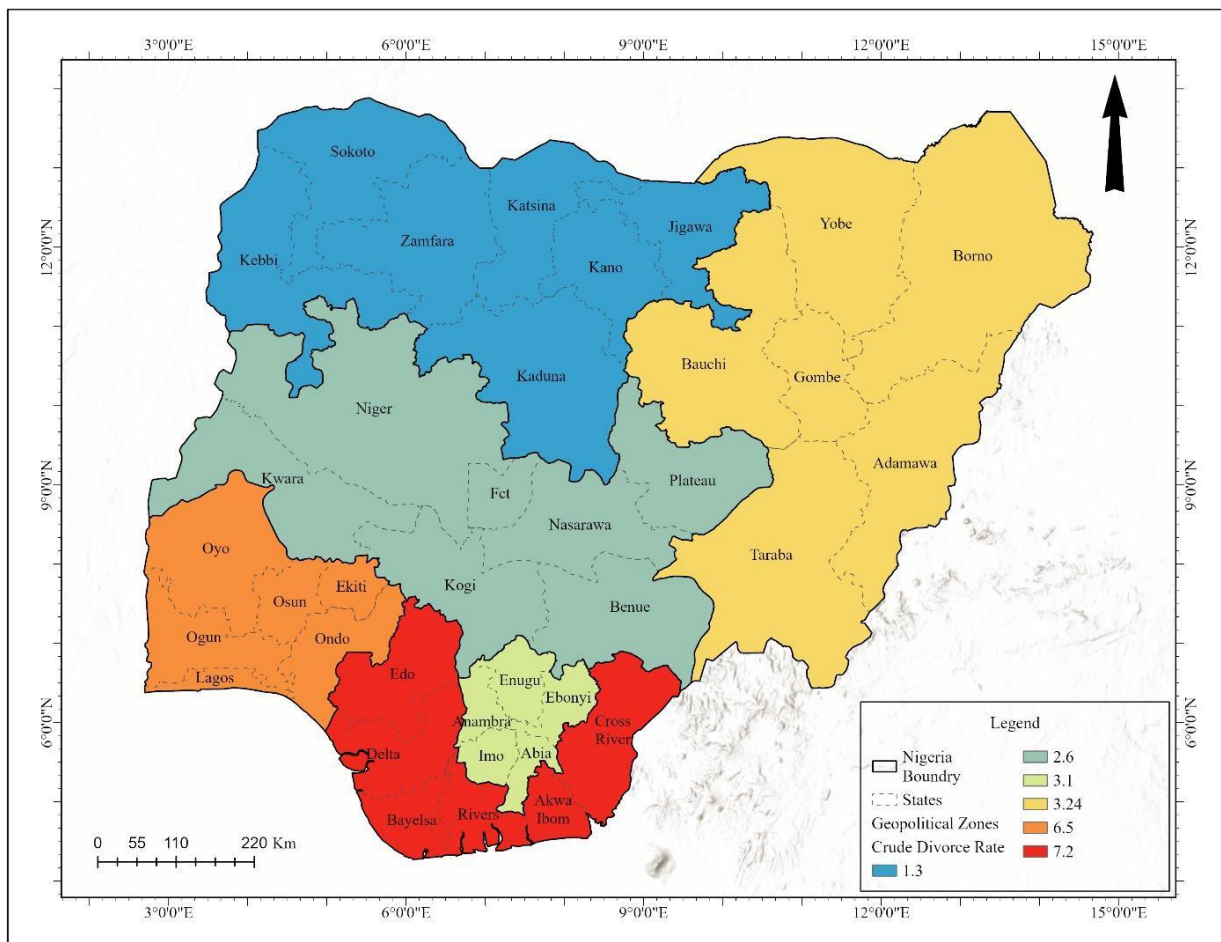 3°0'0"E 6°0'0"E 9°0'0"E 12°0'0"E 15°0'0"E
12°0'0"N
12°0'0"N
9°0'0"N
9°0'0"N
6°0'0"N
6°0'0"N
Sokoto
Katsina
Jigawa
Yobe
Zamfara
Borno
Kebbi
Kano
Bauchi
Gombe
Kaduna
Niger
Adamawa
Kwara
Fct
Plateau
Nasarawa
Oyo
Taraba
Kogi
Ekiti
Osun
Benue
Ogun
Ondo
Lagos
Edo
Enugu
Ebonyi
Anambra
Cross
River
Delta
Imo
Abia
Bayelsa
Rivers
Akwa
Ibom
0 55 110 220 Km
Legend
Nigeria
Boundry
States
Geopolitical Zones
Crude Divorce Rate
1.3
2.6
3.1
3.24
6.5
7.2
3°0'0"E 6°0'0"E 9°0'0"E 12°0'0"E 15°0'0"E